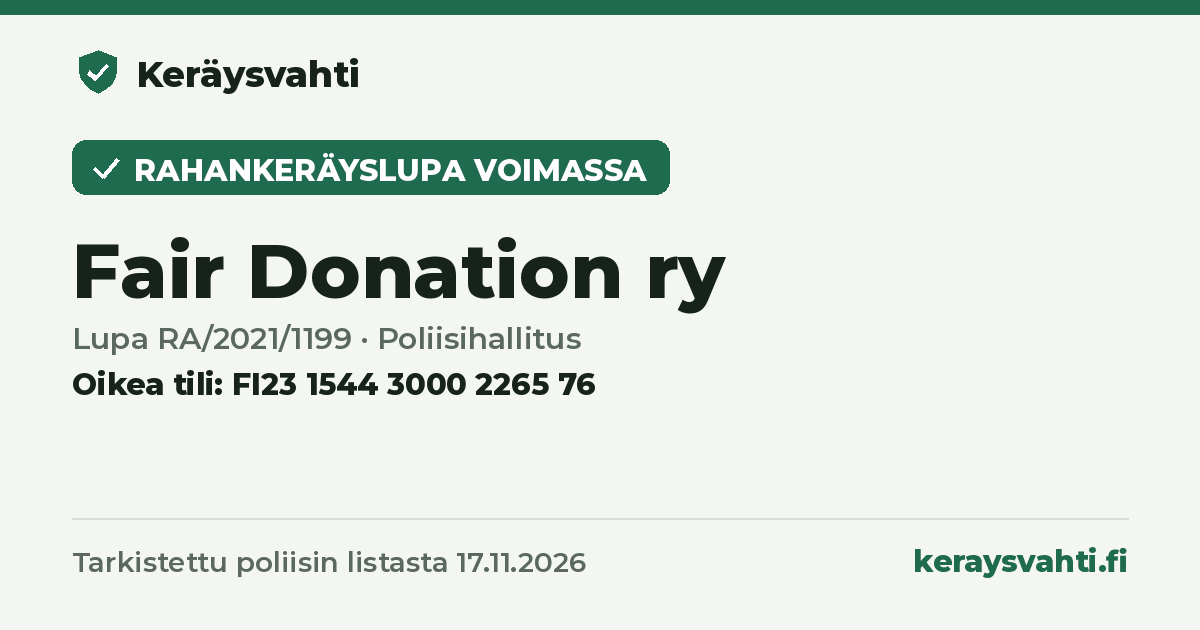 Keräysvahti
RAHANKERÄYSLUPA VOIMASSA
Fair Donation ry
Lupa RA/2021/1199 · Poliisihallitus
Oikea tili: FI23 1544 3000 2265 76
Tarkistettu poliisin listasta 17.11.2026
keraysvahti.fi